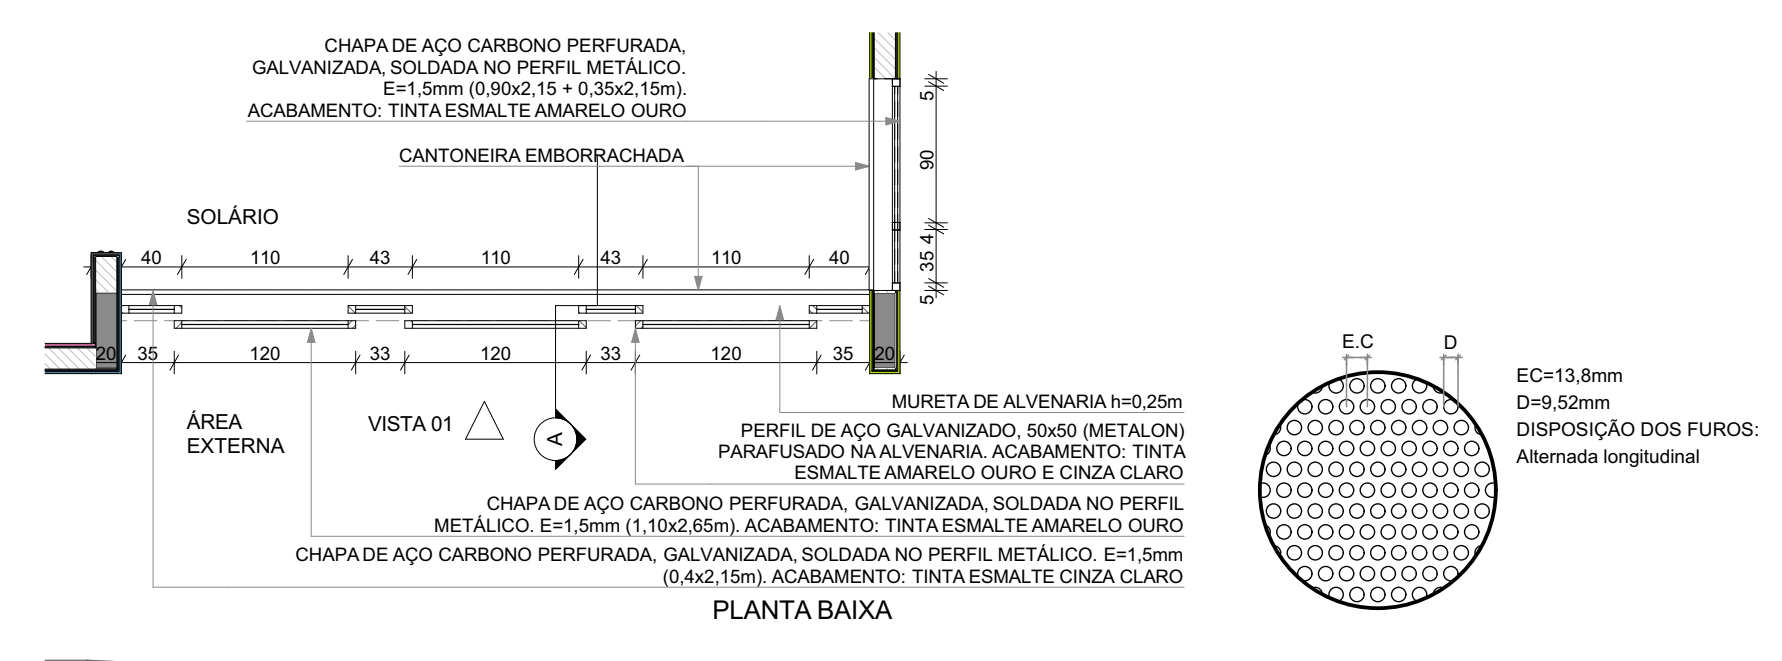 CHAPA DE AÇO CARBONO PERFURADA,
GALVANIZADA, SOLDADA NO PERFIL METÁLICO.
E=1,5mm (0,90x2,15 + 0,35x2,15m).
ACABAMENTO: TINTA ESMALTE AMARELO OURO
CANTONEIRA EMBORRACHADA
5
90
4
35
5
SOLÁRIO
40 110 43 110 43 110 40
20 35 120 33 120 33 120 35 20
ÁREA
EXTERNA
VISTA 01
A
MURETA DE ALVENARIA h=0,25m
PERFIL DE AÇO GALVANIZADO, 50x50 (METALON)
PARAFUSADO NA ALVENARIA. ACABAMENTO: TINTA
ESMALTE AMARELO OURO E CINZA CLARO
CHAPA DE AÇO CARBONO PERFURADA, GALVANIZADA, SOLDADA NO PERFIL
METÁLICO. E=1,5mm (1,10x2,65m). ACABAMENTO: TINTA ESMALTE AMARELO OURO
CHAPA DE AÇO CARBONO PERFURADA, GALVANIZADA, SOLDADA NO PERFIL METÁLICO. E=1,5mm
(0,4x2,15m). ACABAMENTO: TINTA ESMALTE CINZA CLARO
PLANTA BAIXA
E.C D
EC=13,8mm
D=9,52mm
DISPOSIÇÃO DOS FUROS:
Alternada longitudinal